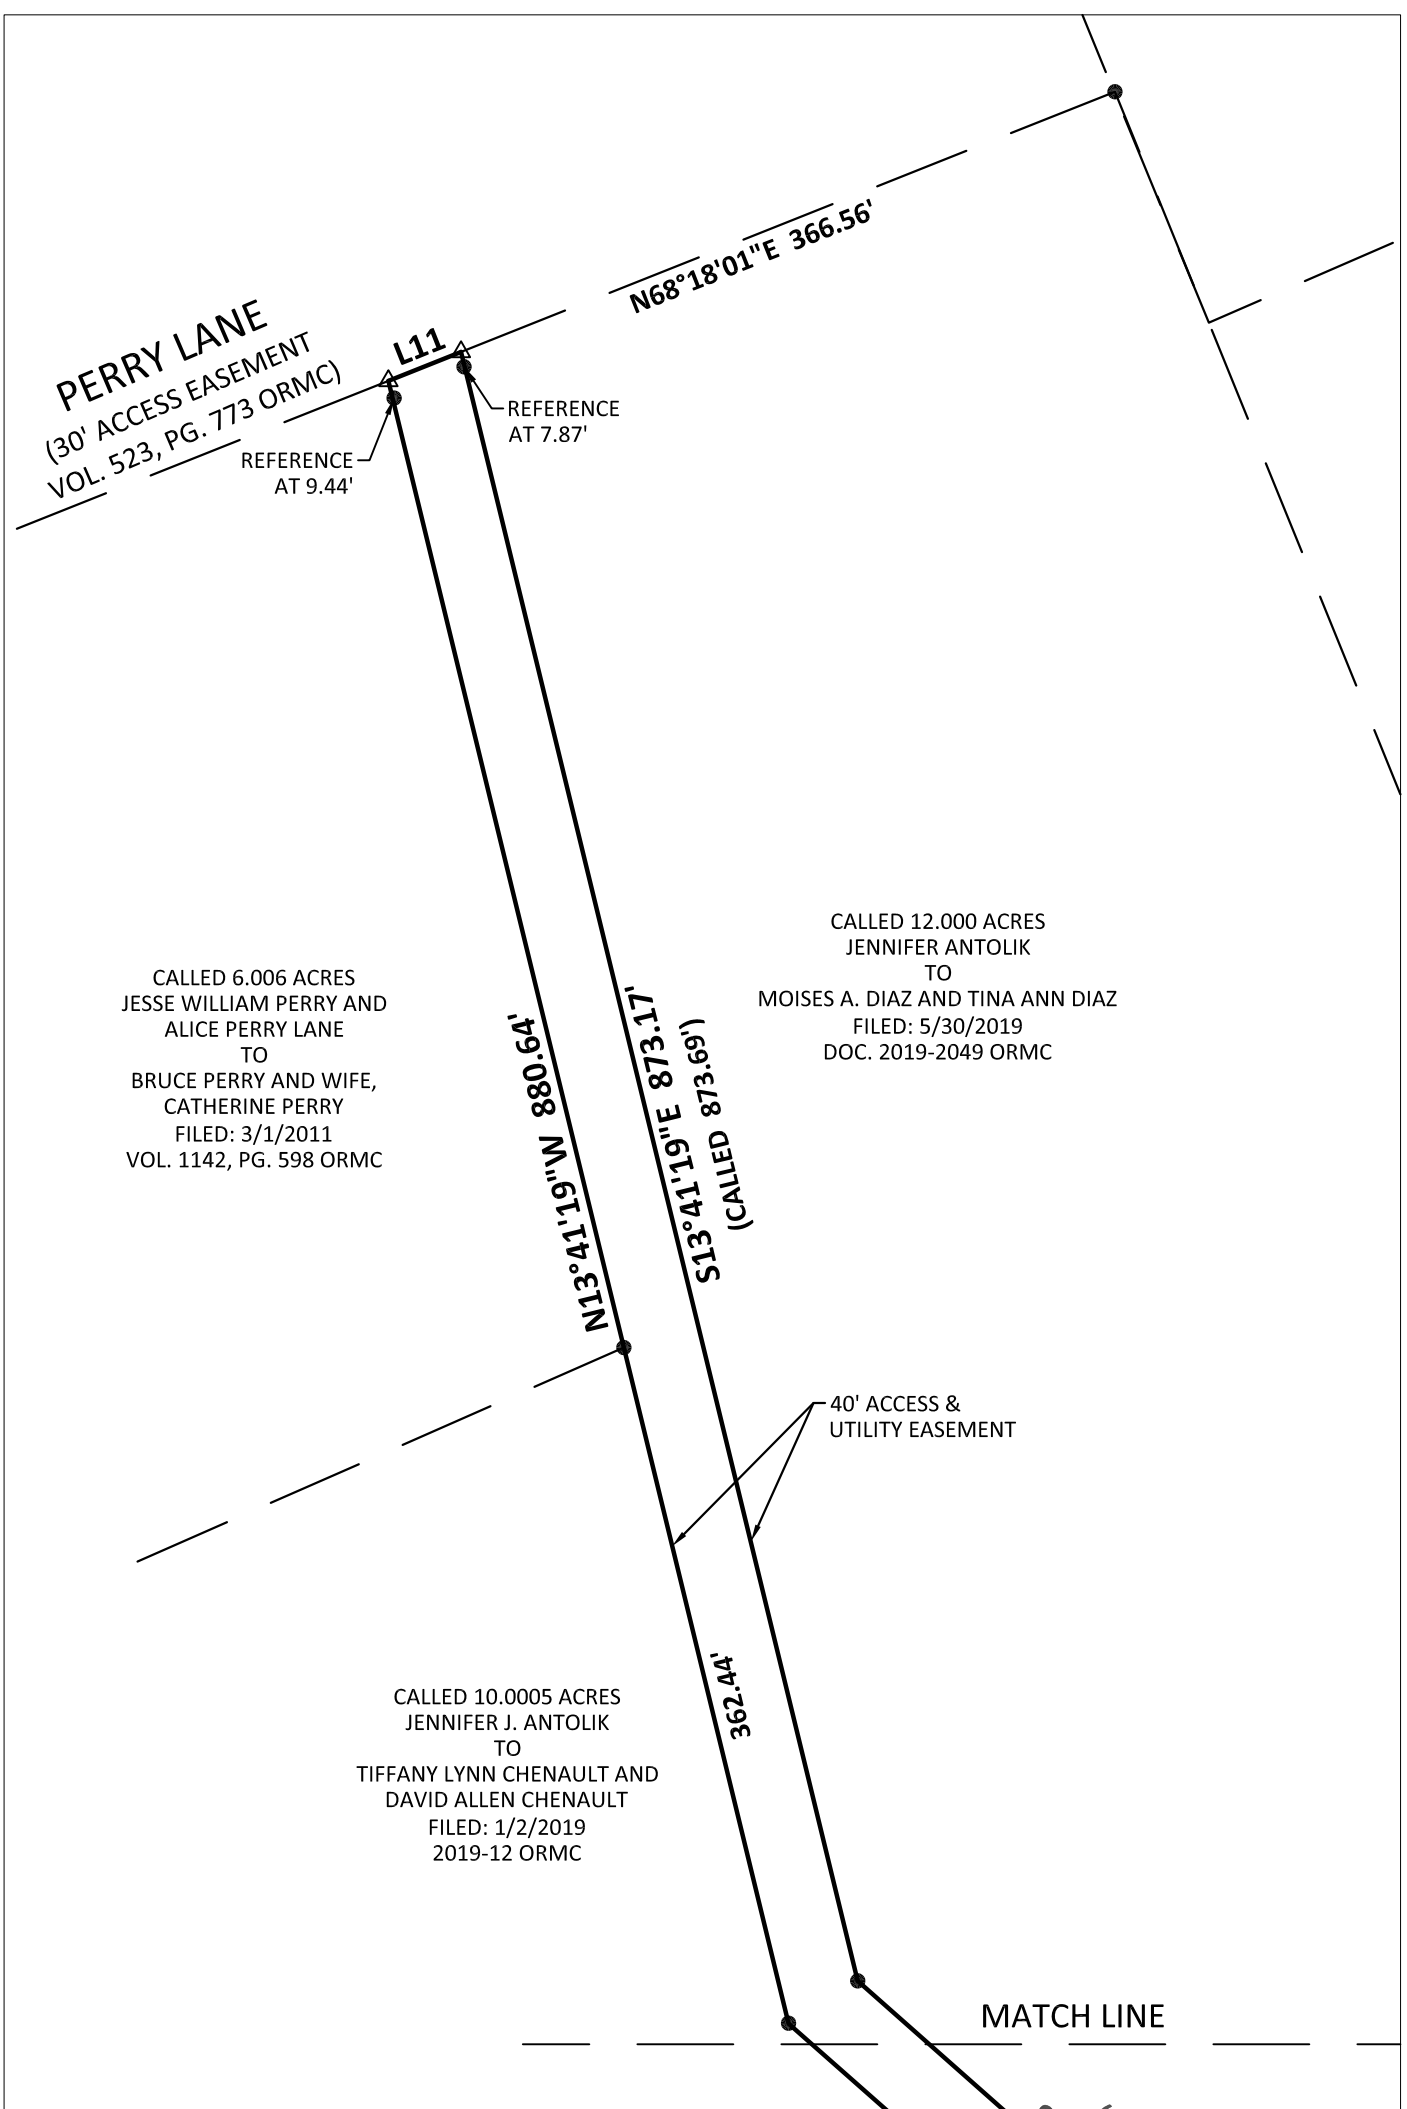 N68°18'01"E 366.56'
PERRY LANE
(30' ACCESS EASEMENT
VOL. 523, PG. 773 ORMC)
L11
REFERENCE
AT 7.87'
REFERENCE
AT 9.44'
CALLED 12.000 ACRES
JENNIFER ANTOLIK
TO
MOISES A. DIAZ AND TINA ANN DIAZ
FILED: 5/30/2019
DOC. 2019-2049 ORMC
CALLED 6.006 ACRES
JESSE WILLIAM PERRY AND
ALICE PERRY LANE
TO
BRUCE PERRY AND WIFE,
CATHERINE PERRY
FILED: 3/1/2011
VOL. 1142, PG. 598 ORMC
N13°41'19"W 880.64'
S13°41'19"E 873.17'
(CALLED 873.69')
40' ACCESS &
UTILITY EASEMENT
362.44'
CALLED 10.0005 ACRES
JENNIFER J. ANTOLIK
TO
TIFFANY LYNN CHENAULT AND
DAVID ALLEN CHENAULT
FILED: 1/2/2019
2019-12 ORMC
MATCH LINE